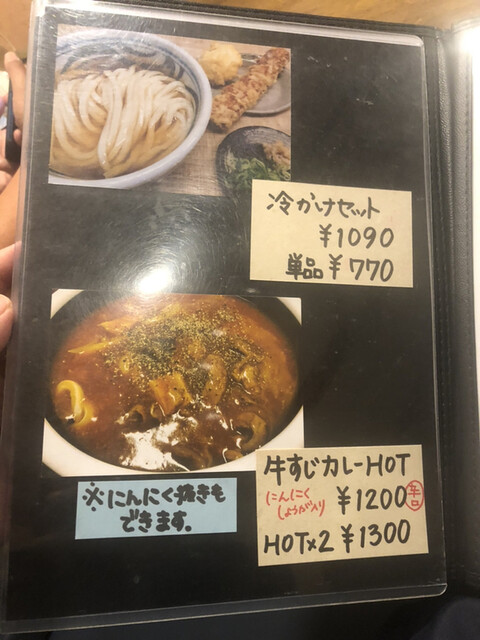 冷かけセット
¥1090
単品¥770
牛すじカレーHOT
にんにく
しょうが入り
¥1200 辛口
HOT×2 ¥1300
※にんにく抜きも
できます。